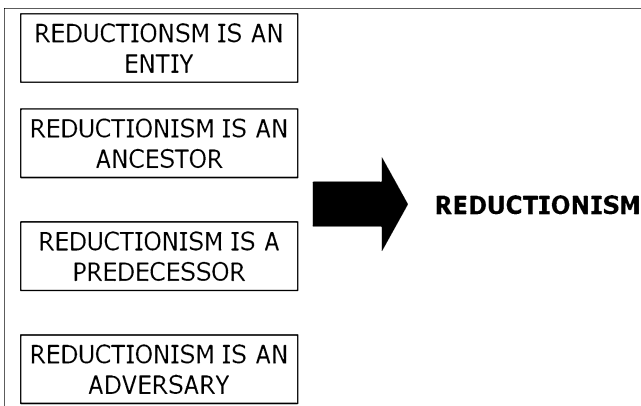 REDUCTIONSM IS AN
ENTIY
REDUCTIONISM IS AN
ANCESTOR
REDUCTIONISM IS A
PREDECESSOR
REDUCTIONISM IS AN
ADVERSARY
REDUCTIONISM